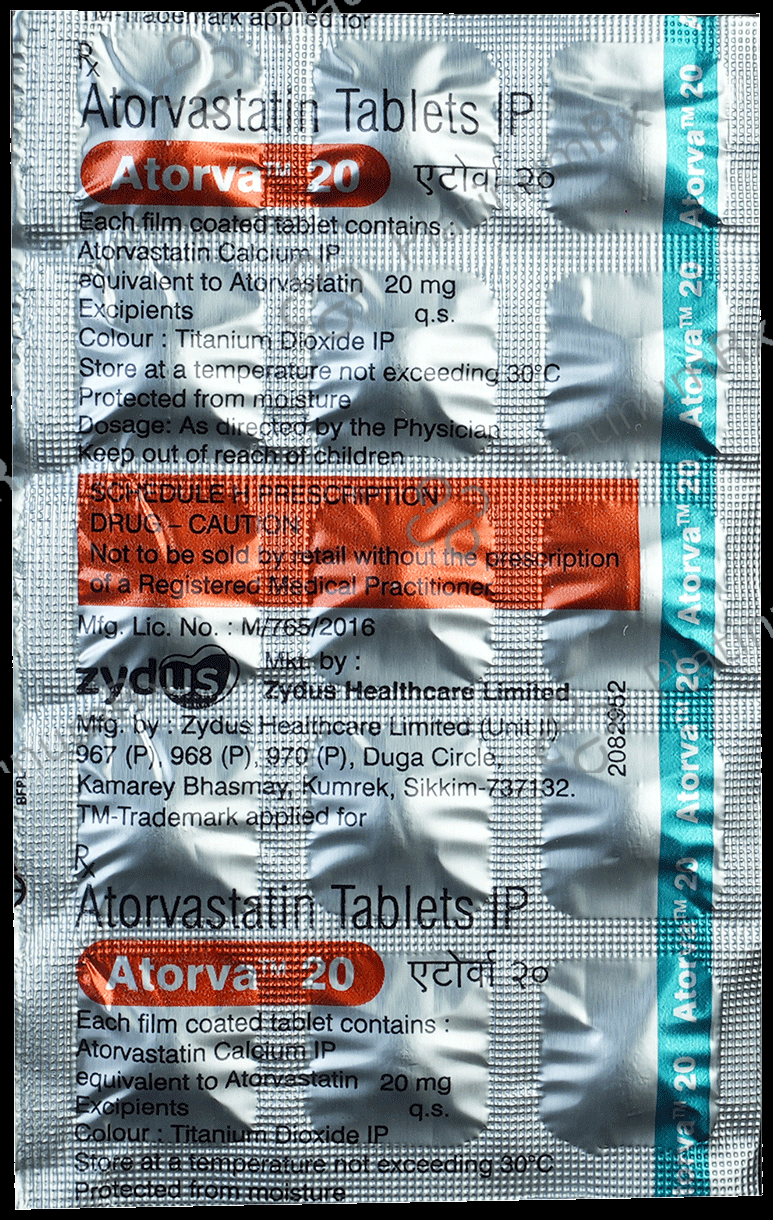 TM-Trademark applied for
Rx
Atorvastatin Tablets IP
Atorva™ 20 एटोर्वा २०
Each film coated tablet contains :
Atorvastatin Calcium IP
equivalent to Atorvastatin 20 mg
Excipients q.s.
Colour : Titanium Dioxide IP
Store at a temperature not exceeding 30°C
Protected from moisture
Dosage: As directed by the Physician
Keep out of reach of children
SCHEDULE H PRESCRIPTION
DRUG – CAUTION
Not to be sold by retail without the prescription
of a Registered Medical Practitioner
Mfg. Lic. No. : M/765/2016
zydus
Mkt. by :
Zydus Healthcare Limited
Mfg. by : Zydus Healthcare Limited (Unit II)
967 (P), 968 (P), 970 (P), Duga Circle,
Kamarey Bhasmay, Kumrek, Sikkim-737132.
TM-Trademark applied for
2082952
BFPL
Rx
Atorvastatin Tablets IP
Atorva™ 20 एटोर्वा २०
Each film coated tablet contains :
Atorvastatin Calcium IP
equivalent to Atorvastatin 20 mg
Excipients q.s.
Colour : Titanium Dioxide IP
Store at a temperature not exceeding 30°C
Protected from moisture
Atorva™ 20
Atorva™ 20
Atorva™ 20
Atorva™ 20
Atorva™ 20
orva™ 20
PlatinumRx